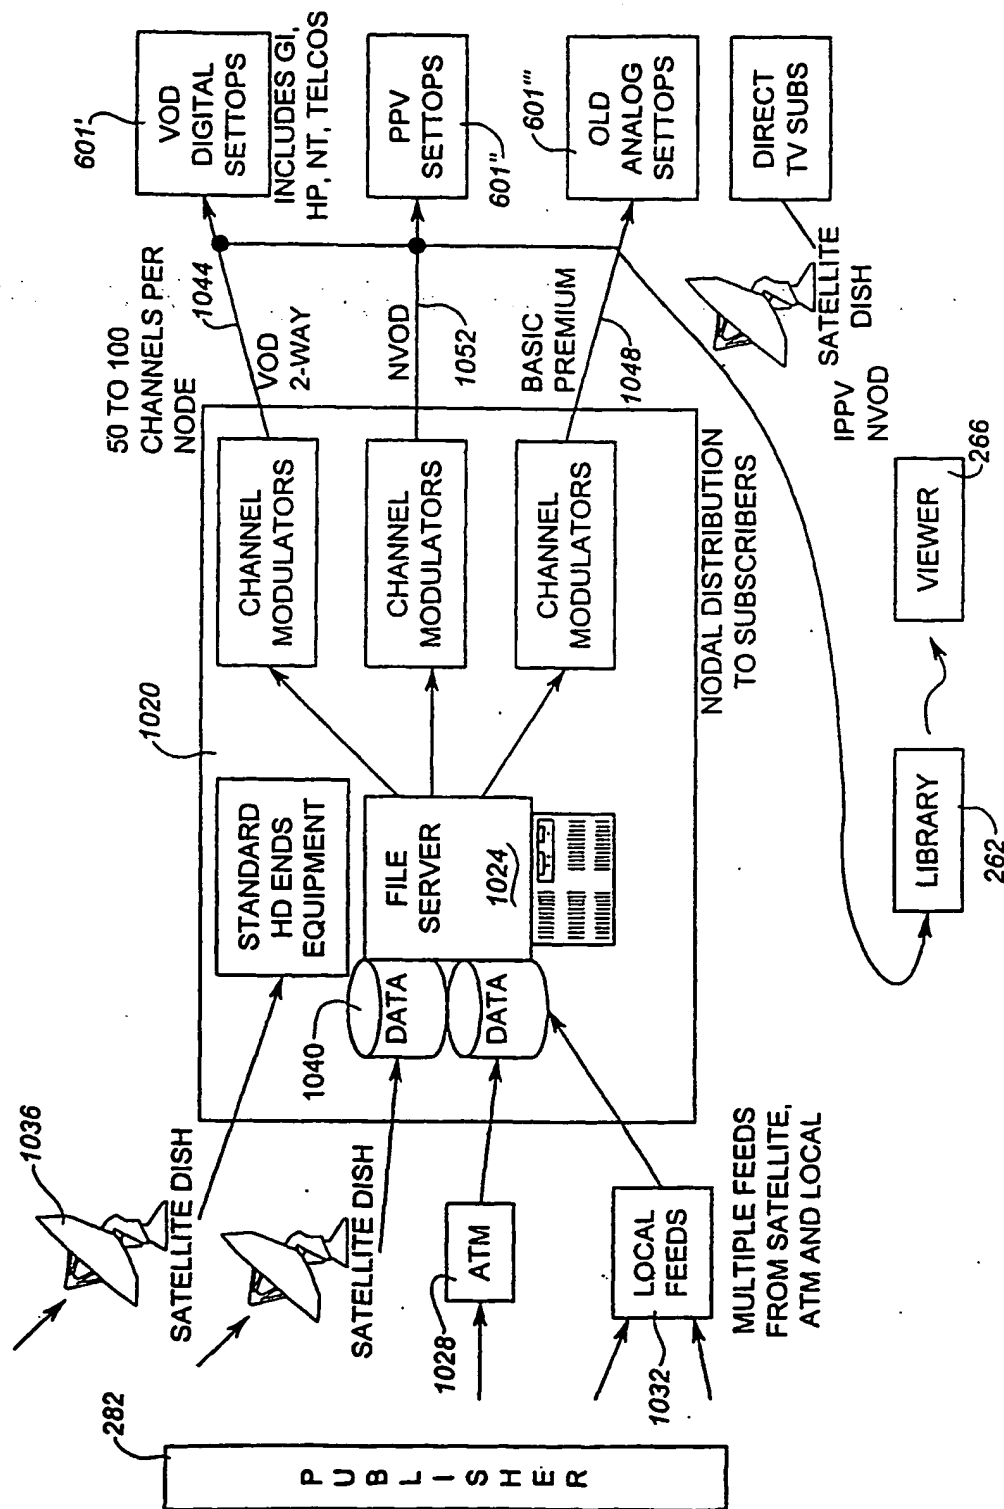 282
PUBLISHER
1036
SATELLITE DISH
SATELLITE DISH
1028
ATM
1032
LOCAL
FEEDS
MULTIPLE FEEDS
FROM SATELLITE,
ATM AND LOCAL
1020
STANDARD
HD ENDS
EQUIPMENT
1040
DATA
DATA
FILE
SERVER
1024
CHANNEL
MODULATORS
CHANNEL
MODULATORS
CHANNEL
MODULATORS
NODAL DISTRIBUTION
TO SUBSCRIBERS
50 TO 100
CHANNELS PER
NODE
1044
VOD
2-WAY
NVOD
1052
BASIC
PREMIUM
1048
601'
VOD
DIGITAL
SETTOPS
INCLUDES GI,
HP, NT, TELCOS
PPV
SETTOPS
601"
601'''
OLD
ANALOG
SETTOPS
DIRECT
TV SUBS
SATELLITE
DISH
IPPV
NVOD
LIBRARY
262
VIEWER
266